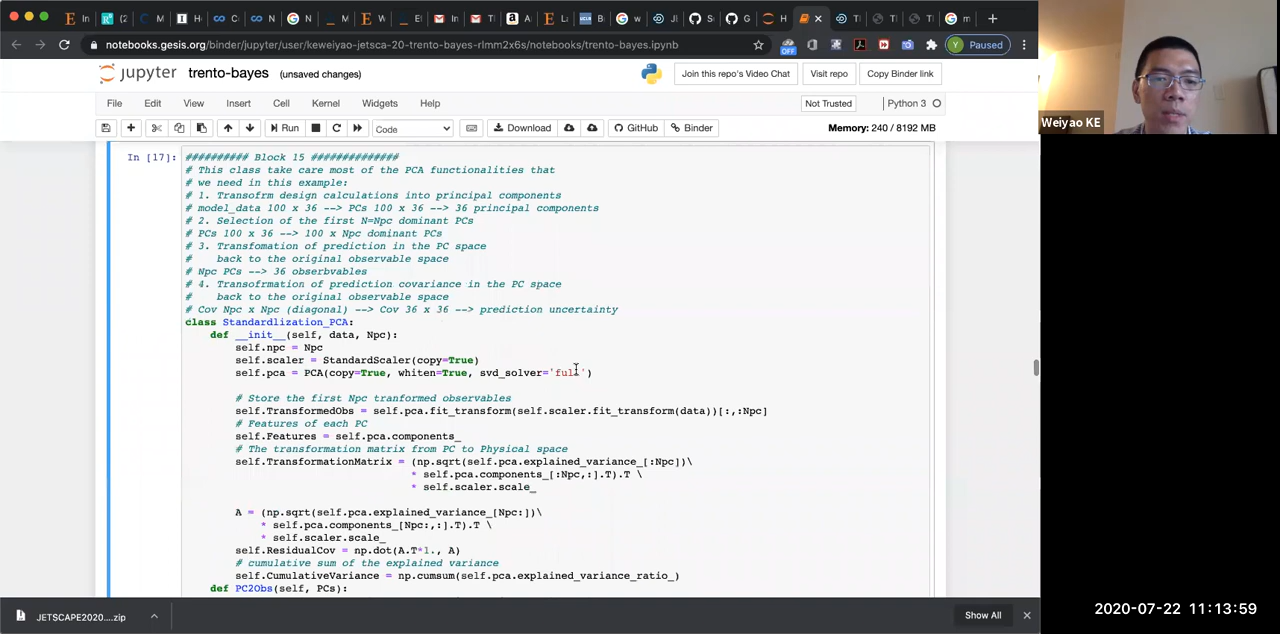 In
(2
C
M
I H
Co
N
G N
M
W
E
In
T
A
E L
B
G w
Ji
S
G
H
T
T
T
G m
notebooks.gesis.org/binder/jupyter/user/keweiyao-jetsca-20-trento-bayes-rlmm2x6s/notebooks/trento-bayes.ipynb
OFF
Y Paused
Weiyao KE
jupyter trento-bayes (unsaved changes)
Join this repo's Video Chat
Visit repo
Copy Binder link
File Edit View Insert Cell Kernel Widgets Help
Not Trusted
Python 3
Run
Code
Download
GitHub
Binder
Memory: 240 / 8192 MB
In [17]: ########## Block 15 ##############
# This class take care most of the PCA functionalities that
# we need in this example:
# 1. Transofrm design calculations into principal components
# model_data 100 x 36 --> PCs 100 x 36 --> 36 principal components
# 2. Selection of the first N=Npc dominant PCs
# PCs 100 x 36 --> 100 x Npc dominant PCs
# 3. Transfomation of prediction in the PC space
#    back to the original observable space
# Npc PCs --> 36 obserbvables
# 4. Transofrmation of prediction covariance in the PC space
#    back to the original observable space
# Cov Npc x Npc (diagonal) --> Cov 36 x 36 --> prediction uncertainty
class Standardlization_PCA:
def __init__(self, data, Npc):
self.npc = Npc
self.scaler = StandardScaler(copy=True)
self.pca = PCA(copy=True, whiten=True, svd_solver='full')
# Store the first Npc tranformed observables
self.TransformedObs = self.pca.fit_transform(self.scaler.fit_transform(data))[:,:Npc]
# Features of each PC
self.Features = self.pca.components_
# The transformation matrix from PC to Physical space
self.TransformationMatrix = (np.sqrt(self.pca.explained_variance_[:Npc])\
* self.pca.components_[:Npc,:].T).T \
* self.scaler.scale_
A = (np.sqrt(self.pca.explained_variance_[Npc:])\
* self.pca.components_[Npc:,:].T).T \
* self.scaler.scale_
self.ResidualCov = np.dot(A.T*1., A)
# cumulative sum of the explained variance
self.CumulativeVariance = np.cumsum(self.pca.explained_variance_ratio_)
def PC2Obs(self, PCs):
JETSCAPE2020....zip
Show All
2020-07-22 11:13:59